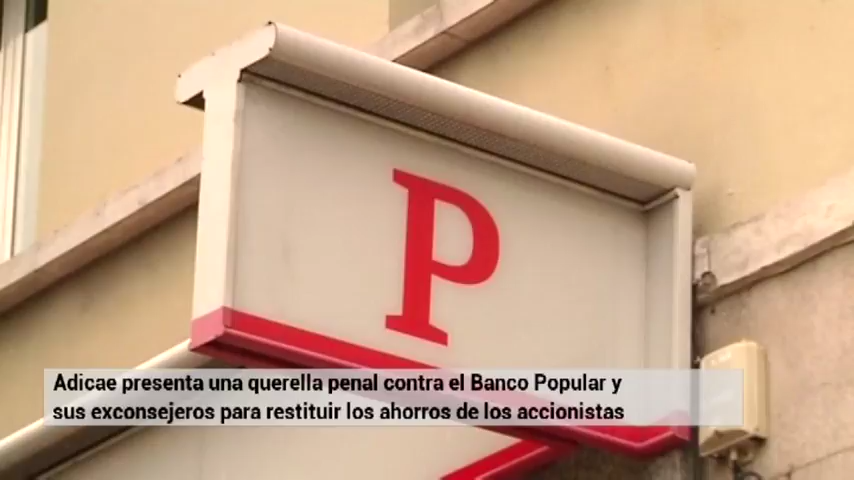 P
Adicae presenta una querella penal contra el Banco Popular y
sus exconsejeros para restituir los ahorros de los accionistas